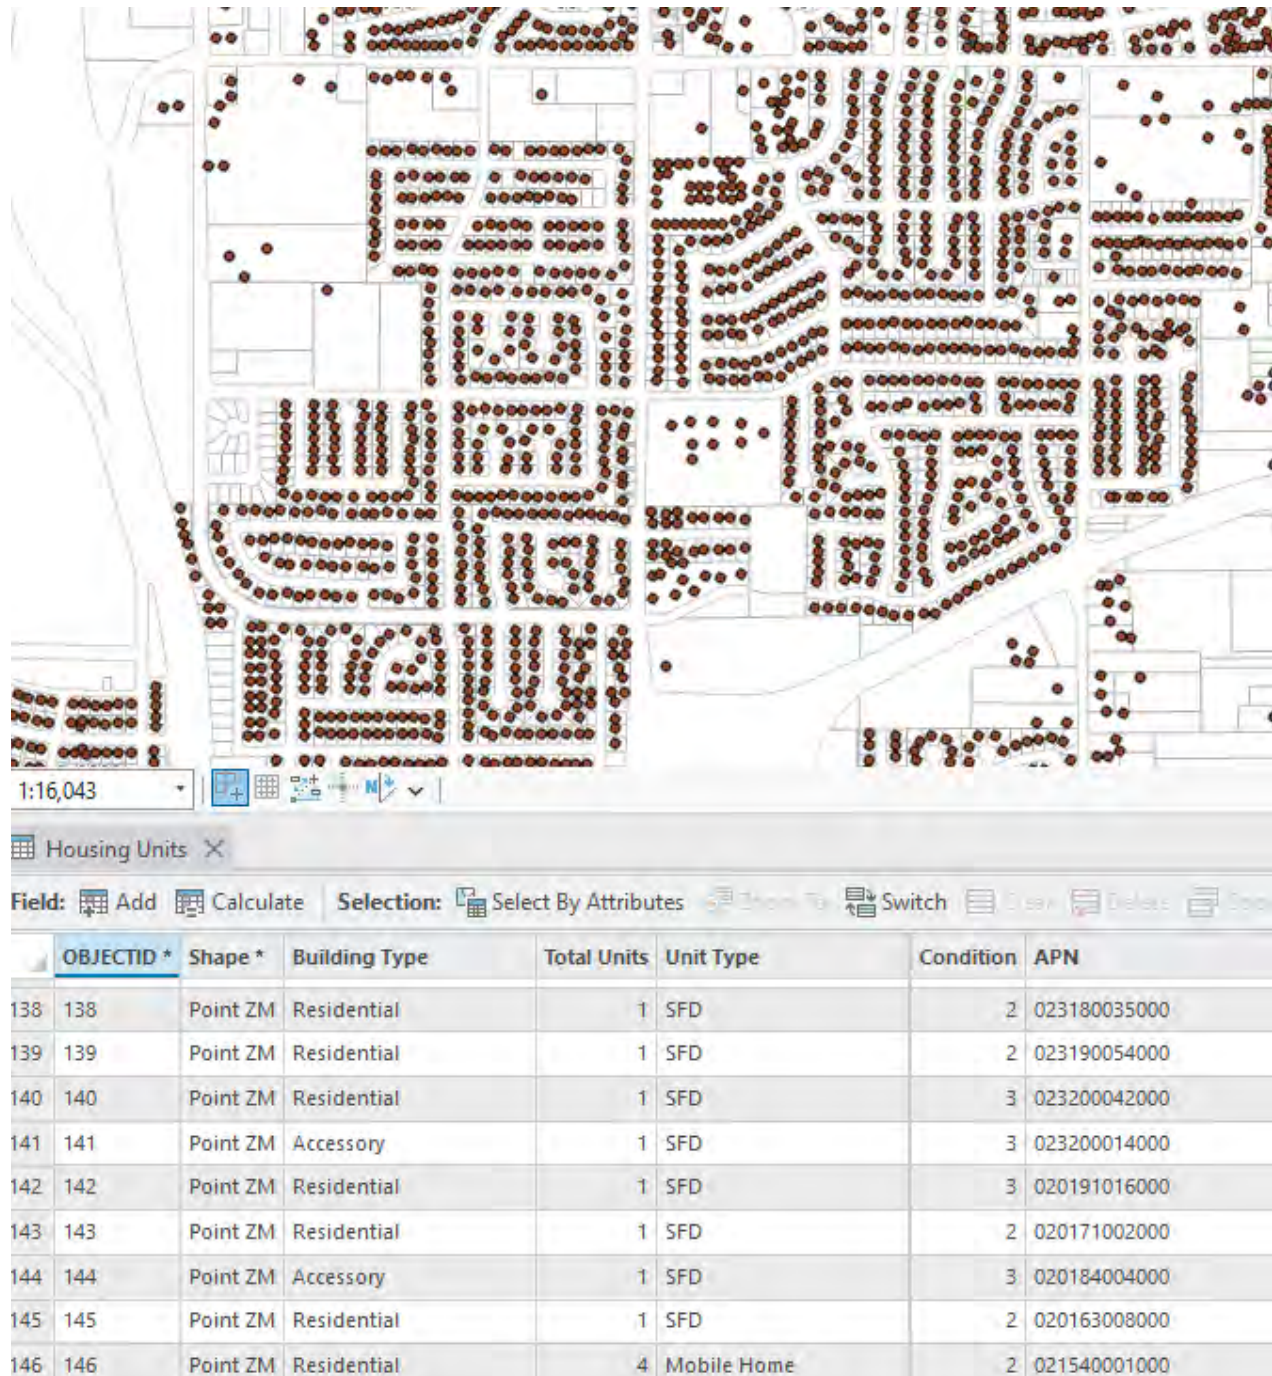 1:16,043
Housing Units
Field: Add Calculate Selection: Select By Attributes Zoom To Switch Clear Delete
OBJECTID * Shape * Building Type Total Units Unit Type Condition APN
138 138 Point ZM Residential 1 SFD 2 023180035000
139 139 Point ZM Residential 1 SFD 2 023190054000
140 140 Point ZM Residential 1 SFD 3 023200042000
141 141 Point ZM Accessory 1 SFD 3 023200014000
142 142 Point ZM Residential 1 SFD 3 020191016000
143 143 Point ZM Residential 1 SFD 2 020171002000
144 144 Point ZM Accessory 1 SFD 3 020184004000
145 145 Point ZM Residential 1 SFD 2 020163008000
146 146 Point ZM Residential 4 Mobile Home 2 021540001000